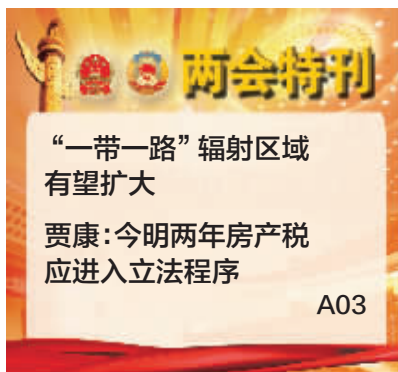 两会特刊
“一带一路”辐射区域
有望扩大
贾康：今明两年房产税
应进入立法程序
A03